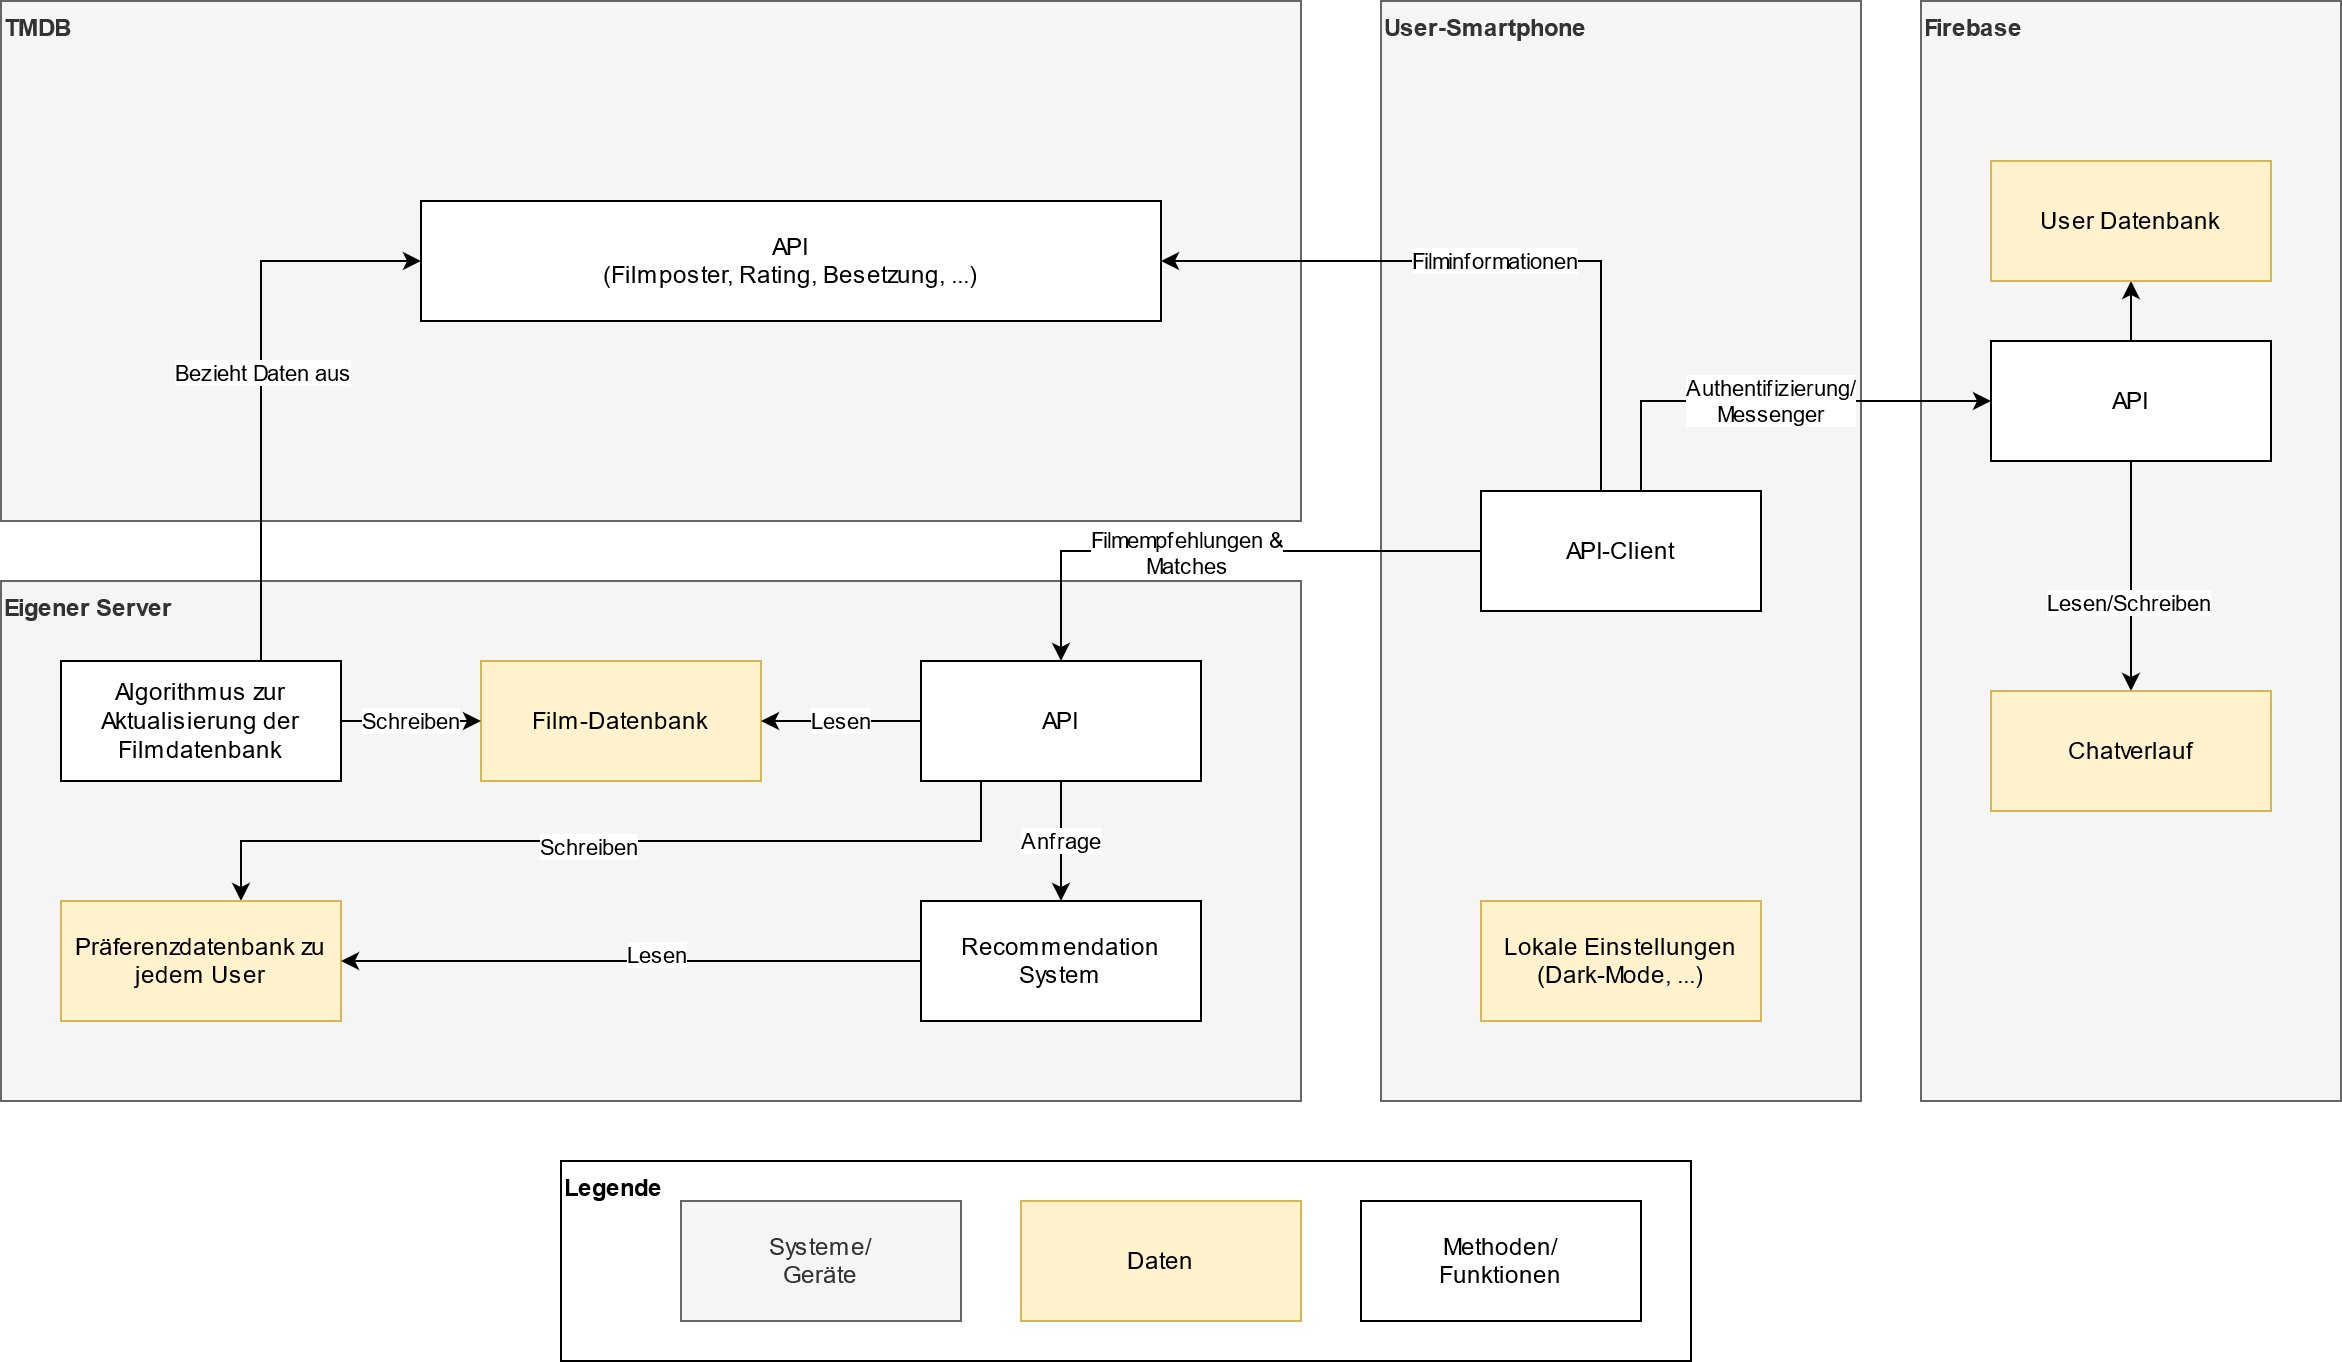 TMDB
API
(Filmposter, Rating, Besetzung, ...)
Bezieht Daten aus
User-Smartphone
Filminformationen
Authentifizierung/
Messenger
API-Client
Filmempfehlungen &
Matches
Lokale Einstellungen
(Dark-Mode, ...)
Firebase
User Datenbank
API
Lesen/Schreiben
Chatverlauf
Eigener Server
Algorithmus zur
Aktualisierung der
Filmdatenbank
Schreiben
Film-Datenbank
Lesen
API
Schreiben
Anfrage
Präferenzdatenbank zu
jedem User
Lesen
Recommendation
System
Legende
Systeme/
Geräte
Daten
Methoden/
Funktionen